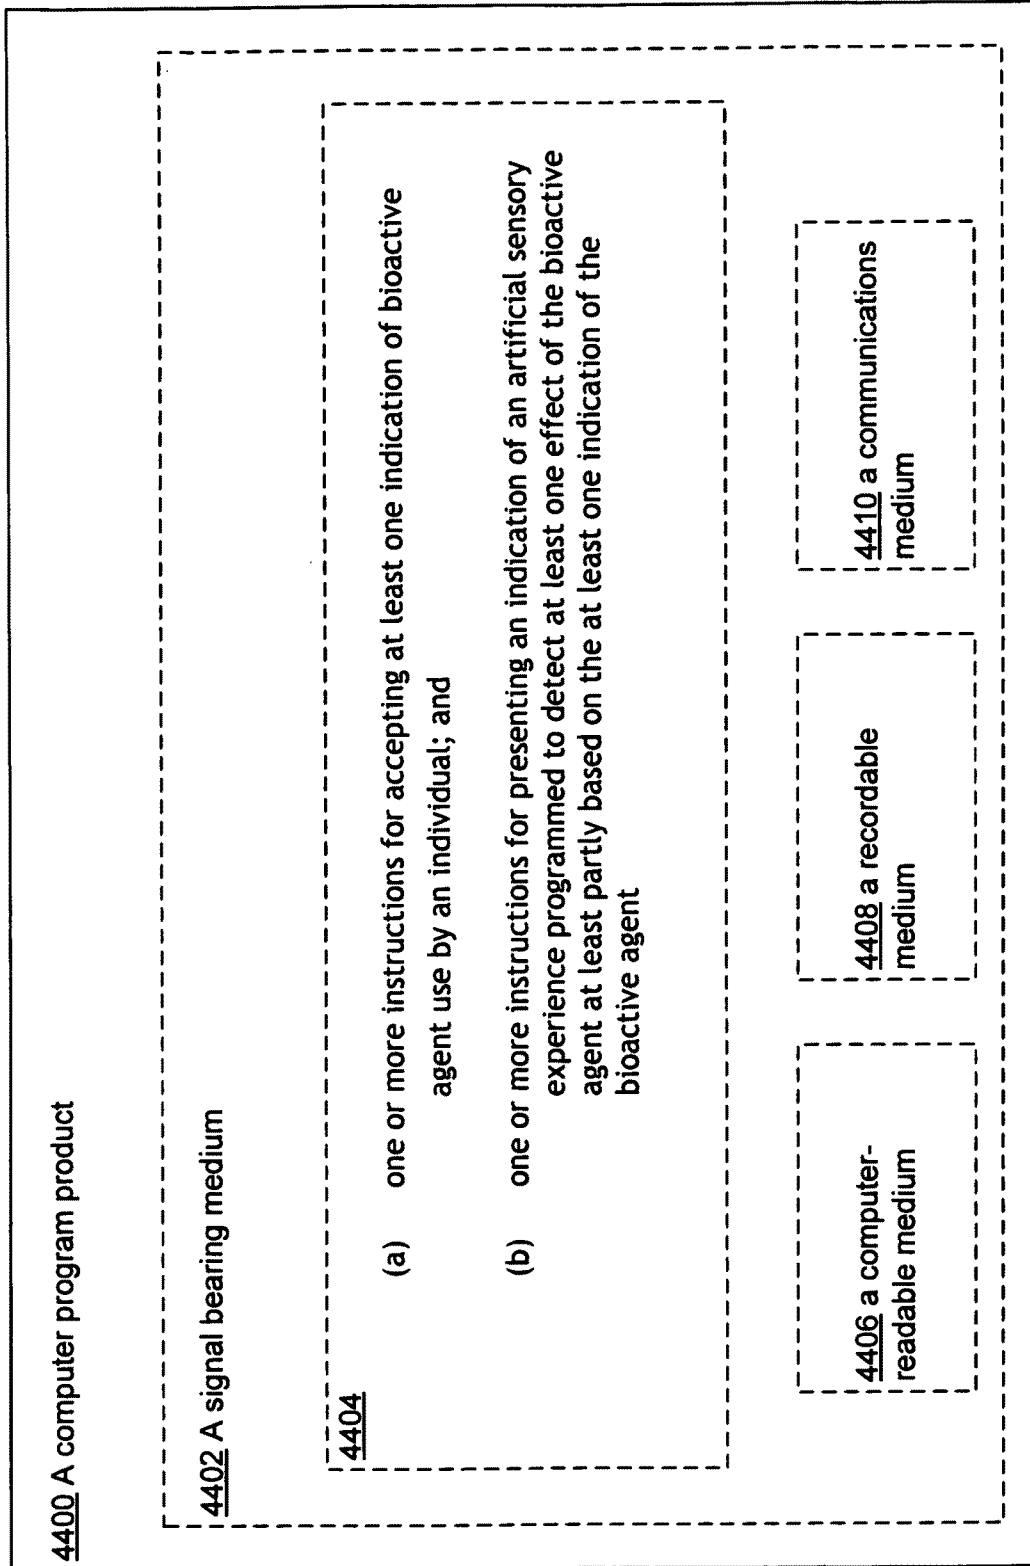 4400 A computer program product
4402 A signal bearing medium
4404
(a) one or more instructions for accepting at least one indication of bioactive
agent use by an individual; and
(b) one or more instructions for presenting an indication of an artificial sensory
experience programmed to detect at least one effect of the bioactive
agent at least partly based on the at least one indication of the
bioactive agent
4406 a computer-
readable medium
4408 a recordable
medium
4410 a communications
medium